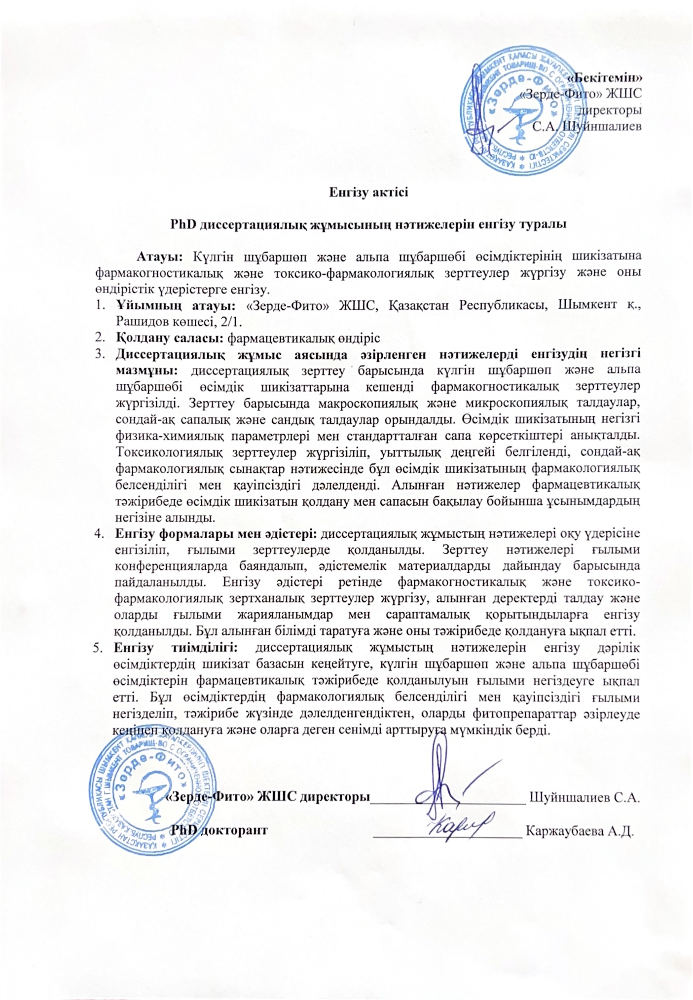 «Бекітемін»
«Зерде-Фито» ЖШС
директоры
С.А. Шуйншалиев
Енгізу актісі
PhD диссертациялық жұмысының нәтижелерін енгізу туралы
Атауы: Күлгін шұбаршөп және альпа шұбаршөбі өсімдіктерінің шикізатына
фармакогностикалық және токсико-фармакологиялық зерттеулер жүргізу және оны
өндірістік үдерістерге енгізу.
1. Ұйымның атауы: «Зерде-Фито» ЖШС, Қазақстан Республикасы, Шымкент қ.,
Рашидов көшесі, 2/1.
2. Қолдану саласы: фармацевтикалық өндіріс
3. Диссертациялық жұмыс аясында әзірленген нәтижелерді енгізудің негізгі
мазмұны: диссертациялық зерттеу барысында күлгін шұбаршөп және альпа
шұбаршөбі өсімдік шикізаттарына кешенді фармакогностикалық зерттеулер
жүргізілді. Зерттеу барысында макроскопиялық және микроскопиялық талдаулар,
сондай-ақ сапалық және сандық талдаулар орындалды. Өсімдік шикізатының негізгі
физика-химиялық параметрлері мен стандартталған сапа көрсеткіштері анықталды.
Токсикологиялық зерттеулер жүргізіліп, уыттылық деңгейі белгіленді, сондай-ақ
фармакологиялық сынақтар нәтижесінде бұл өсімдік шикізатының фармакологиялық
белсенділігі мен қауіпсіздігі дәлелденді. Алынған нәтижелер фармацевтикалық
тәжірибеде өсімдік шикізатын қолдану мен сапасын бақылау бойынша ұсынымдардың
негізіне алынды.
4. Енгізу формалары мен әдістері: диссертациялық жұмыстың нәтижелері оқу үдерісіне
енгізіліп, ғылыми зерттеулерде қолданылды. Зерттеу нәтижелері ғылыми
конференцияларда баяндалып, әдістемелік материалдарды дайындау барысында
пайдаланылды. Енгізу әдістері ретінде фармакогностикалық және токсико-
фармакологиялық зертханалық зерттеулер жүргізу, алынған деректерді талдау және
оларды ғылыми жарияланымдар мен сараптамалық қорытындыларға енгізу
қолданылды. Бұл алынған білімді таратуға және оны тәжірибеде қолдануға ықпал етті.
5. Енгізу тиімділігі: диссертациялық жұмыстың нәтижелерін енгізу дәрілік
өсімдіктердің шикізат базасын кеңейтуге, күлгін шұбаршөп және альпа шұбаршөбі
өсімдіктерін фармацевтикалық тәжірибеде қолданылуын ғылыми негіздеуге ықпал
етті. Бұл өсімдіктердің фармакологиялық белсенділігі мен қауіпсіздігі ғылыми
негізделіп, тәжірибе жүзінде дәлелденгендіктен, оларды фитопрепараттар әзірлеуде
кеңінен қолдануға және оларға деген сенімді арттыруға мүмкіндік берді.
«Зерде-Фито» ЖШС директоры Шуйншалиев С.А.
PhD докторант Каржаубаева А.Д.
«Зерде-Фито»
«Зерде-Фито»